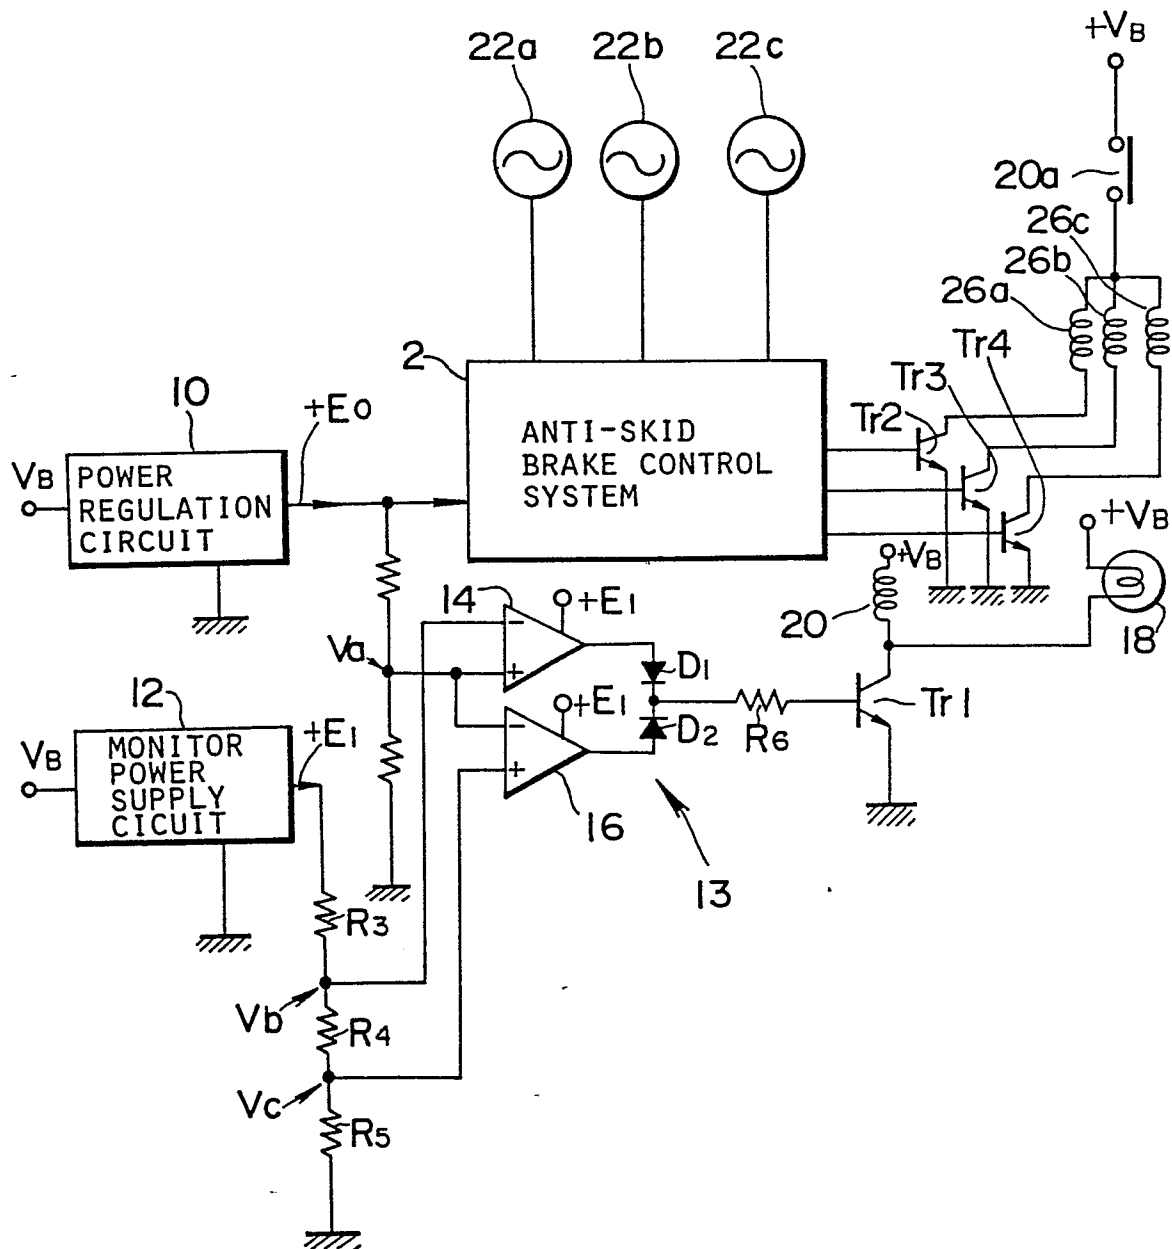 22a
22b
22c
+VB
20a
26c
26b
26a
2
Tr4
Tr3
Tr2
10
+E0
VB
POWER
REGULATION
CIRCUIT
ANTI-SKID
BRAKE CONTROL
SYSTEM
+VB
+VB
14
+E1
20
18
Va
D1
12
+E1
+E1
Tr1
VB
MONITOR
POWER
SUPPLY
CICUIT
D2
R6
16
13
R3
Vb
R4
Vc
R5